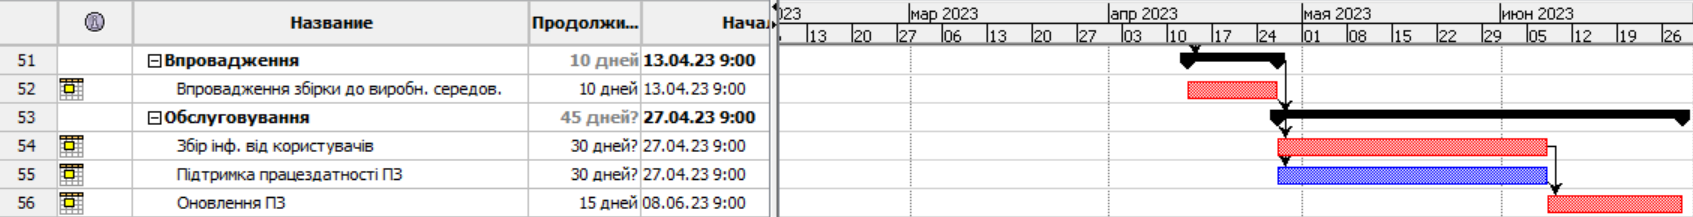 Название Продолжи... Нача.
023 мар 2023 апр 2023 мая 2023 июн 2023
13 20 27 06 13 20 27 03 10 17 24 01 08 15 22 29 05 12 19 26
51 Впровадження 10 дней 13.04.23 9:00
52 Впровадження збірки до виробн. середов. 10 дней 13.04.23 9:00
53 Обслуговування 45 дней? 27.04.23 9:00
54 Збір інф. від користувачів 30 дней? 27.04.23 9:00
55 Підтримка працездатності ПЗ 30 дней? 27.04.23 9:00
56 Оновлення ПЗ 15 дней 08.06.23 9:00